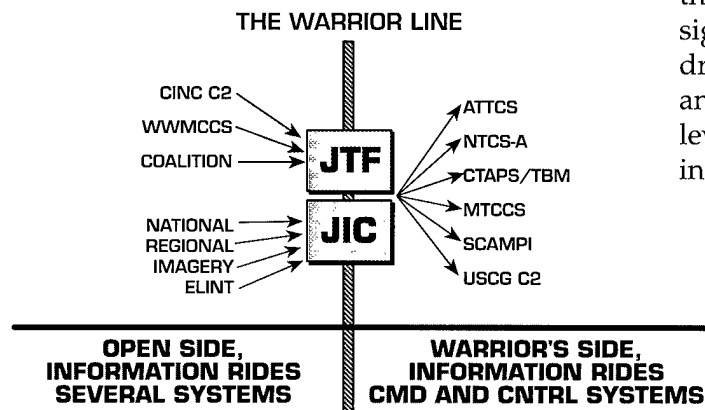 THE WARRIOR LINE
CINC C2
WWMCCS
COALITION
JTF
NATIONAL
REGIONAL
IMAGERY
ELINT
JIC
ATTCS
NTCS-A
CTAPS/TBM
MTCCS
SCAMPI
USCG C2
OPEN SIDE,
INFORMATION RIDES
SEVERAL SYSTEMS
WARRIOR'S SIDE,
INFORMATION RIDES
CMD AND CNTRL SYSTEMS